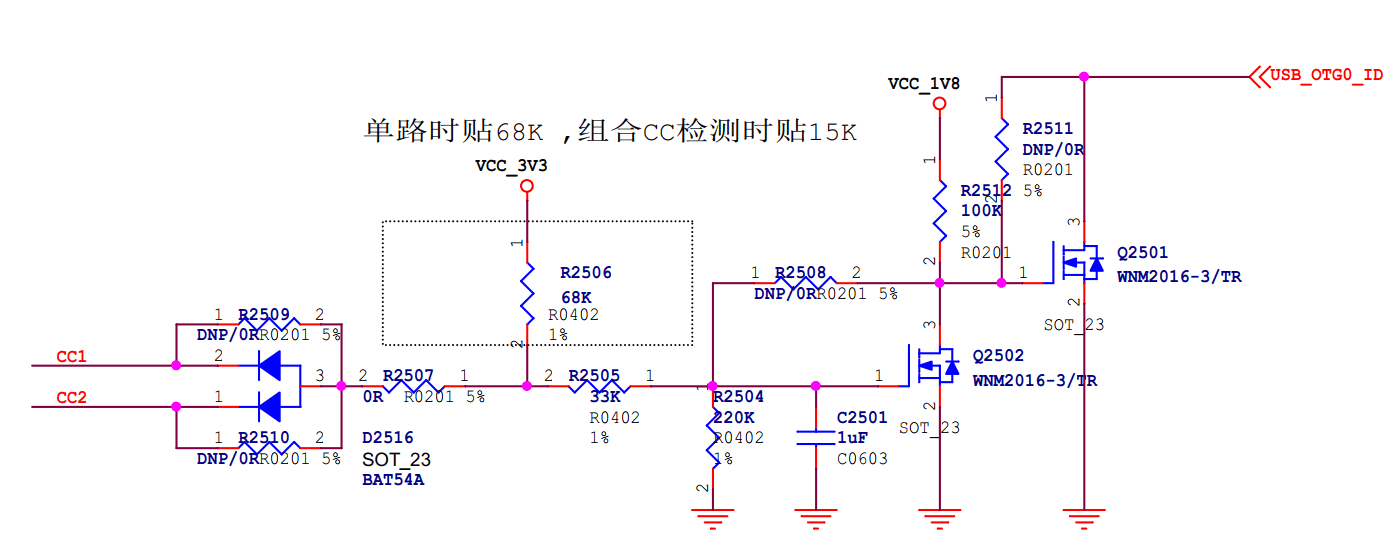 USB_OTG0_ID
VCC_1V8
单路时贴68K ,组合CC检测时贴15K
VCC_3V3
1
R2511
DNP/0R
R0201
5%
2
1
R2512
100K
5%
R0201
2
1
R2506
68K
R0402
1%
2
3
Q2501
WNM2016-3/TR
1
2
SOT_23
1
R2508
2
DNP/0R
R0201
5%
1
R2509
2
DNP/0R
R0201
5%
CC1
2
3
CC2
1
1
R2510
2
DNP/0R
R0201
5%
D2516
SOT_23
BAT54A
2
R2507
1
0R
R0201
5%
2
R2505
1
33K
R0402
1%
1
R2504
220K
R0402
1%
2
C2501
1uF
C0603
3
Q2502
WNM2016-3/TR
1
2
SOT_23